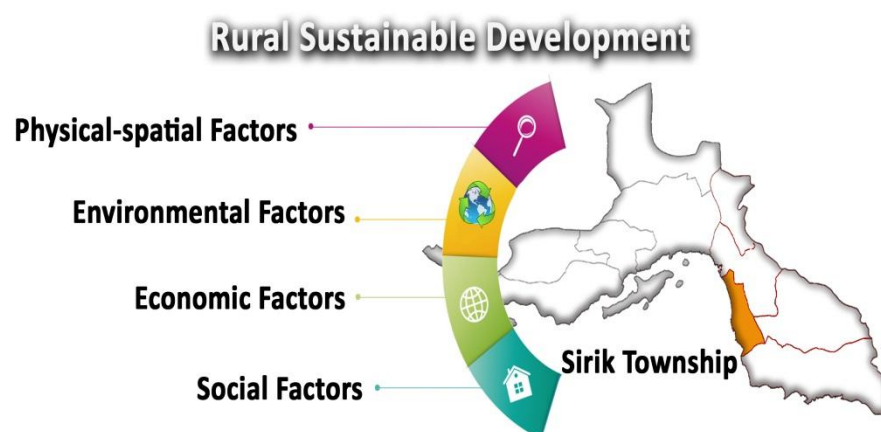 Rural Sustainable Development
Physical-spatial Factors
Environmental Factors
Economic Factors
Social Factors
Sirik Township